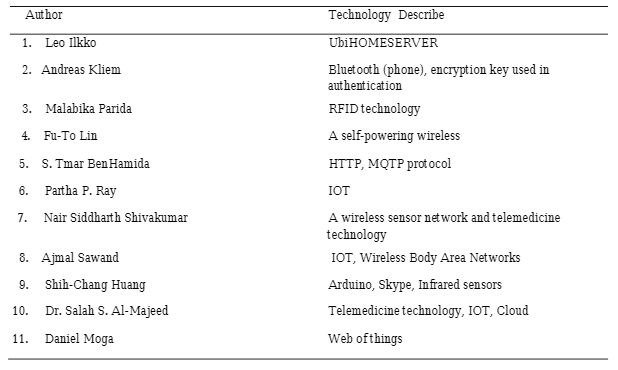 Author Technology Describe
1. Leo Ilkko UbiHOMESERVER
2. Andreas Kliem Bluetooth (phone), encryption key used in
authentication
3. Malabika Parida RFID technology
4. Fu-To Lin A self-powering wireless
5. S. Tmar BenHamida HTTP, MQTP protocol
6. Partha P. Ray IOT
7. Nair Siddharth Shivakumar A wireless sensor network and telemedicine
technology
8. Ajmal Sawand IOT, Wireless Body Area Networks
9. Shih-Chang Huang Arduino, Skype, Infrared sensors
10. Dr. Salah S. Al-Majeed Telemedicine technology, IOT, Cloud
11. Daniel Moga Web of things